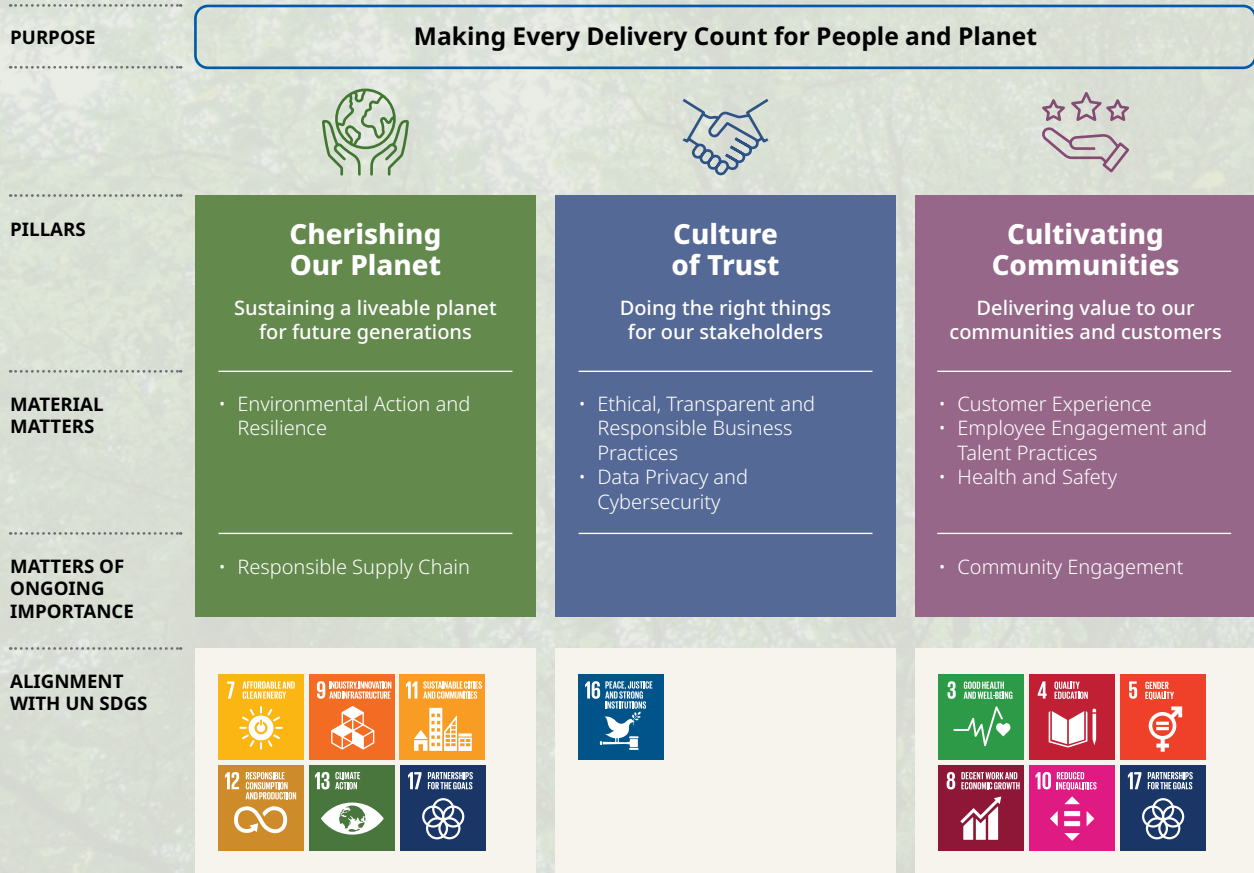 PURPOSE
Making Every Delivery Count for People and Planet
PILLARS
Cherishing
Our Planet
Sustaining a liveable planet
for future generations
Culture
of Trust
Doing the right things
for our stakeholders
Cultivating
Communities
Delivering value to our
communities and customers
MATERIAL
MATTERS
• Environmental Action and
Resilience
• Ethical, Transparent and
Responsible Business
Practices
• Data Privacy and
Cybersecurity
• Customer Experience
• Employee Engagement and
Talent Practices
• Health and Safety
MATTERS OF
ONGOING
IMPORTANCE
• Responsible Supply Chain
• Community Engagement
ALIGNMENT
WITH UN SDGS
7 AFFORDABLE AND
CLEAN ENERGY
9 INDUSTRY, INNOVATION
AND INFRASTRUCTURE
11 SUSTAINABLE CITIES
AND COMMUNITIES
12 RESPONSIBLE
CONSUMPTION
AND PRODUCTION
13 CLIMATE
ACTION
17 PARTNERSHIPS
FOR THE GOALS
16 PEACE, JUSTICE
AND STRONG
INSTITUTIONS
3 GOOD HEALTH
AND WELL-BEING
4 QUALITY
EDUCATION
5 GENDER
EQUALITY
8 DECENT WORK AND
ECONOMIC GROWTH
10 REDUCED
INEQUALITIES
17 PARTNERSHIPS
FOR THE GOALS